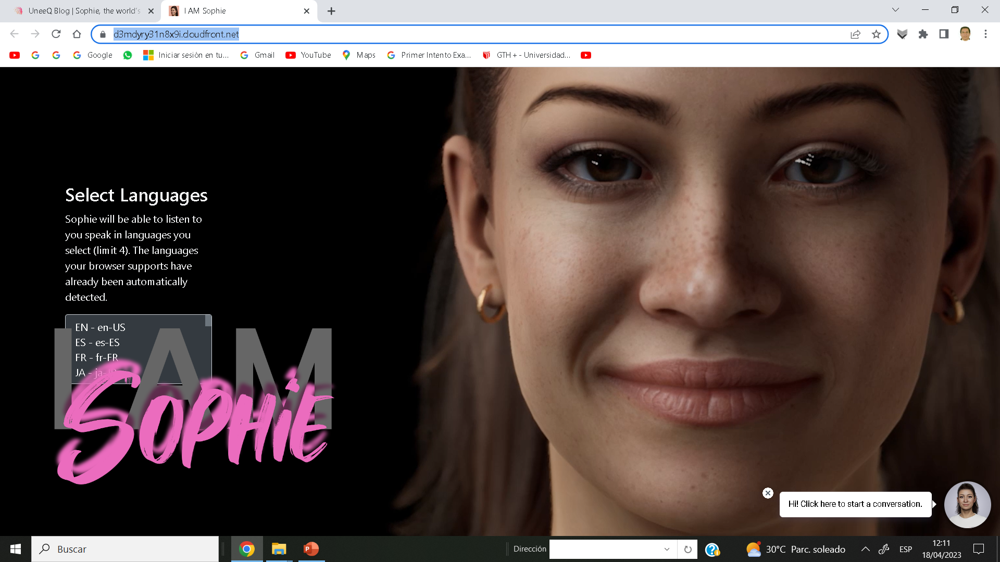 UneeQ Blog | Sophie, the world's
I AM Sophie
d3mdyry31n8x9i.cloudfront.net
Google
Iniciar sesión en tu...
Gmail
YouTube
Maps
Primer Intento Exa...
GTH + - Universidad...
Select Languages
Sophie will be able to listen to
you speak in languages you
select (limit 4). The languages
your browser supports have
already been automatically
detected.
EN - en-US
ES - es-ES
FR - fr-FR
JA - ja-JP
I AM
SOPHiE
Hi! Click here to start a conversation.
Buscar
Dirección
30°C Parc. soleado
ESP
12:11
18/04/2023